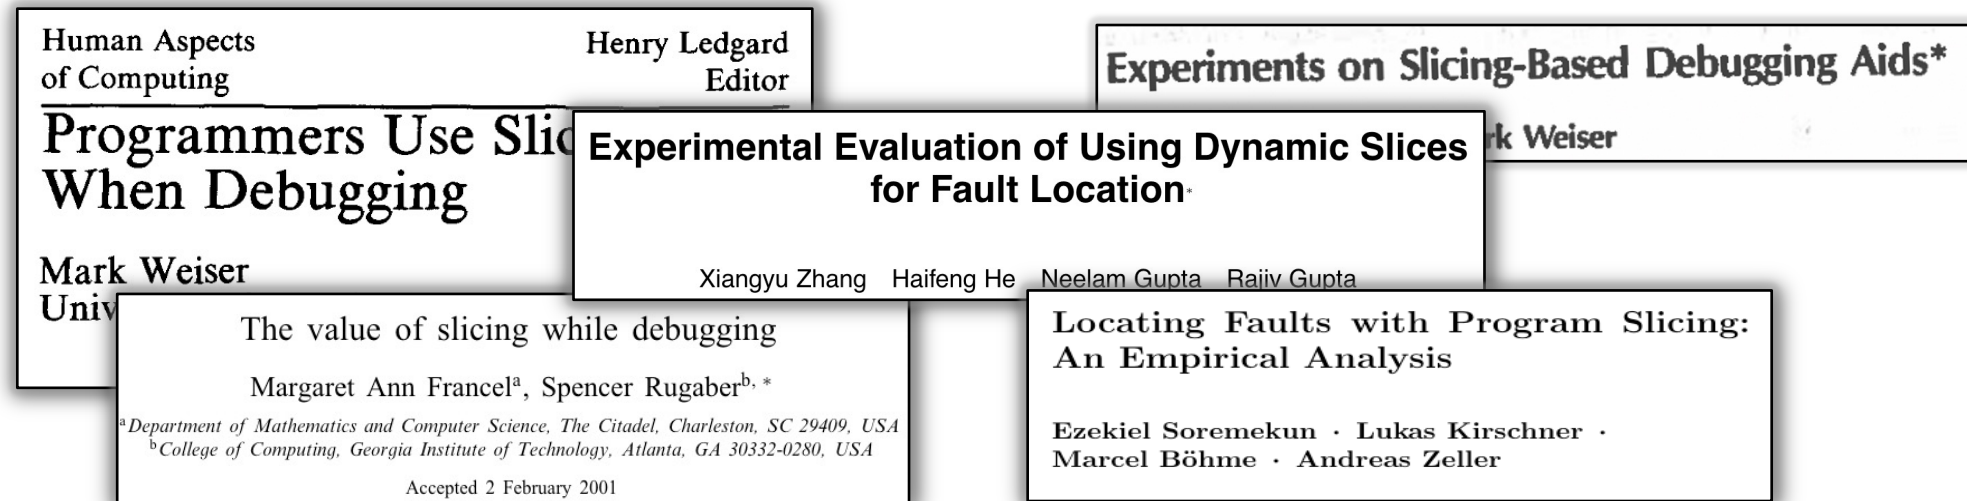 Human Aspects
of Computing
Henry Ledgard
Editor
Programmers Use
When Debugging
Mark Weiser
Experimental Evaluation of Using Dynamic Slices
for Fault Location*
Xiangyu Zhang Haifeng He Neelam Gupta Rajiv Gupta
Experiments on Slicing-Based Debugging Aids*
Weiser
The value of slicing while debugging
Margaret Ann Francelᵃ, Spencer Rugaberᵇ, *
ᵃDepartment of Mathematics and Computer Science, The Citadel, Charleston, SC 29409, USA
ᵇCollege of Computing, Georgia Institute of Technology, Atlanta, GA 30332-0280, USA
Accepted 2 February 2001
Locating Faults with Program Slicing:
An Empirical Analysis
Ezekiel Soremekun · Lukas Kirschner ·
Marcel Böhme · Andreas Zeller